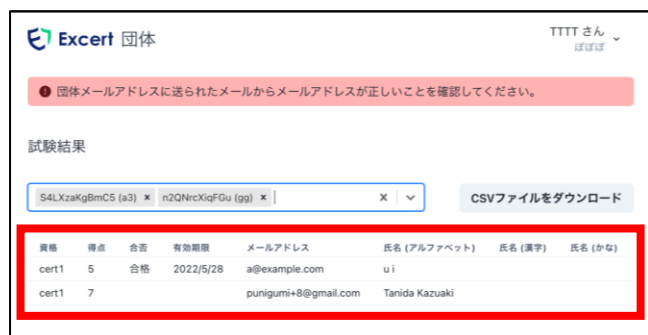 Excert 団体
TTTT さん
ぽぽぽ
団体メールアドレスに送られたメールからメールアドレスが正しいことを確認してください。
試験結果
S4LXzaKgBmC5 (a3) × n2QNrcXiqFGu (gg) × X
CSVファイルをダウンロード
資格 得点 合否 有効期限 メールアドレス 氏名 (アルファベット) 氏名 (漢字) 氏名 (かな)
cert1 5 合格 2022/5/28 a@example.com u i
cert1 7 punigumi+8@gmail.com Tanida Kazuaki